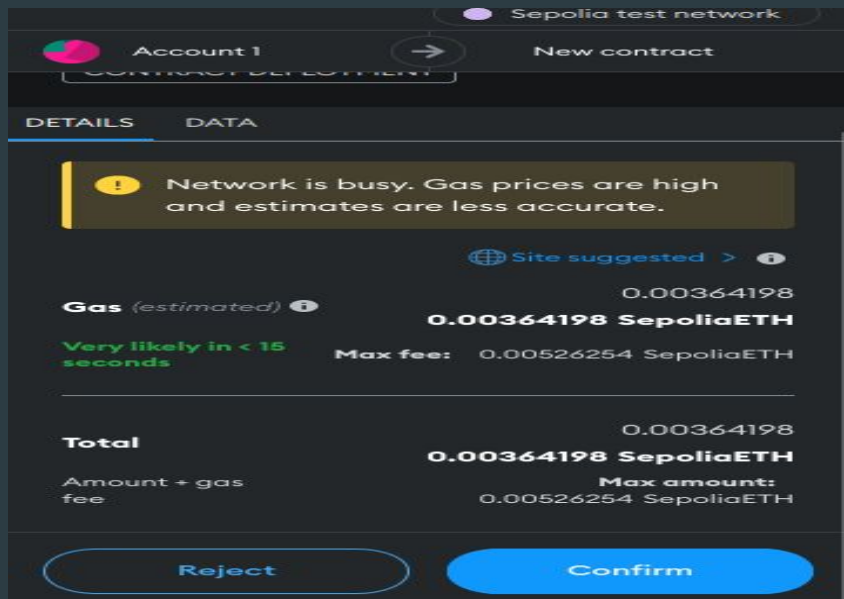 Sepolia test network
Account 1
New contract
CONTRACT DEPLOYMENT
DETAILS DATA
Network is busy. Gas prices are high
and estimates are less accurate.
Site suggested >
0.00364198
Gas (estimated)
0.00364198 SepoliaETH
Very likely in < 15
seconds
Max fee: 0.00526254 SepoliaETH
0.00364198
Total
0.00364198 SepoliaETH
Amount + gas
fee
Max amount:
0.00526254 SepoliaETH
Reject
Confirm